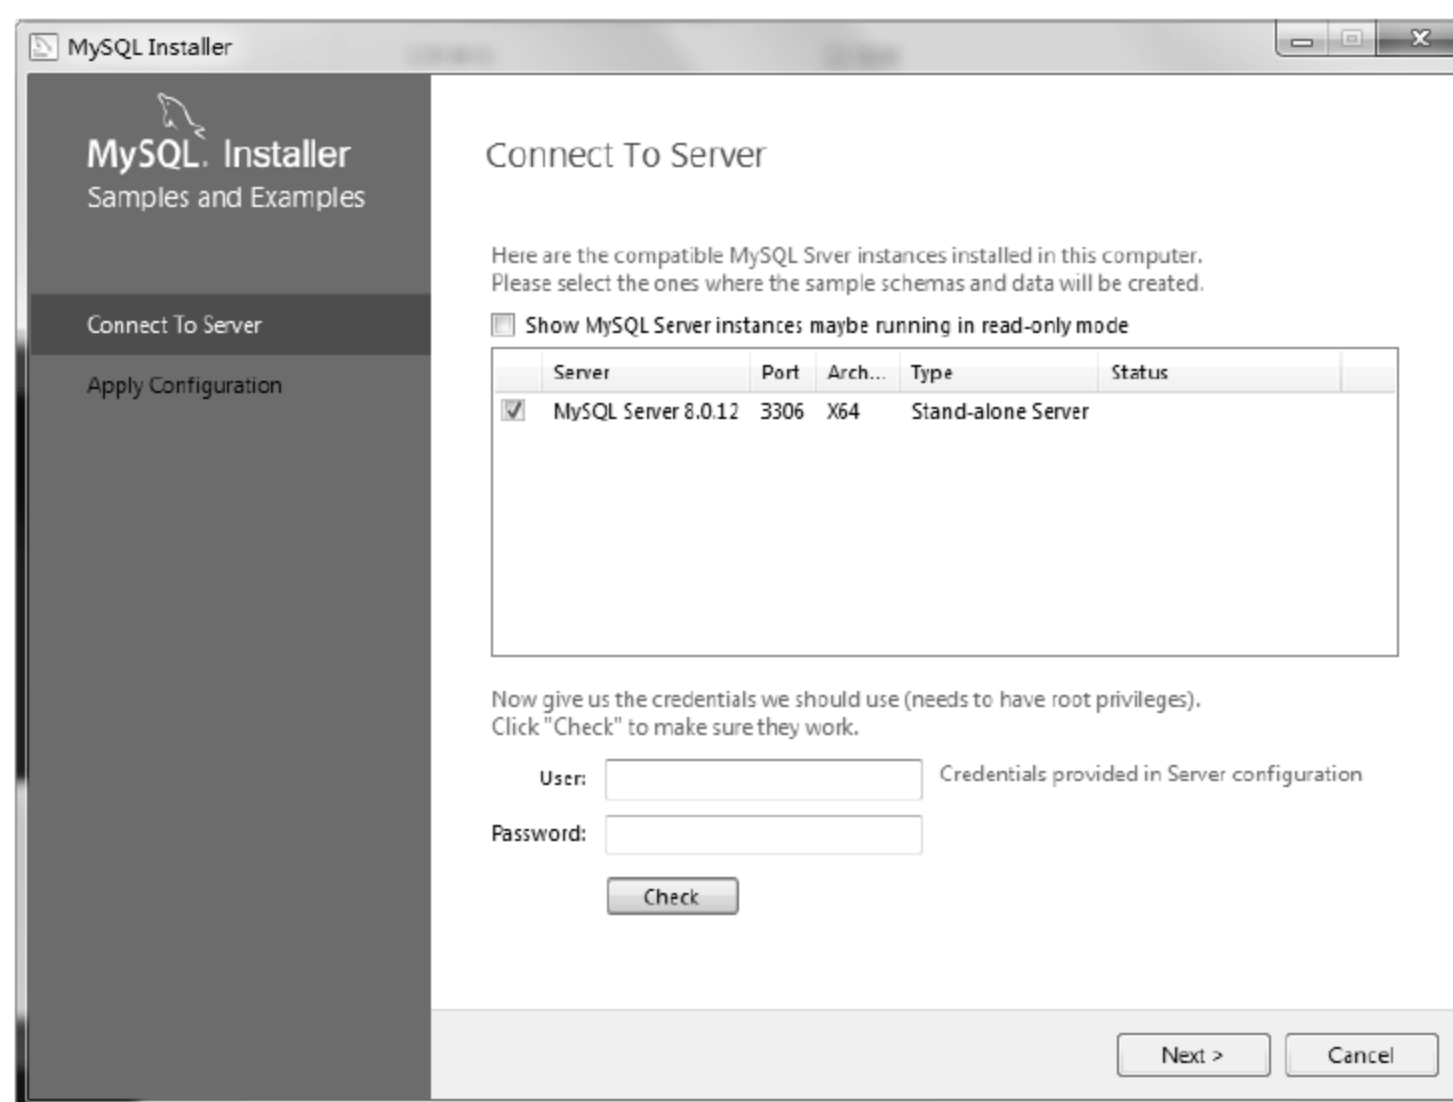 MySQL Installer
MySQL. Installer
Samples and Examples
Connect To Server
Apply Configuration
Connect To Server
Here are the compatible MySQL Srver instances installed in this computer.
Please select the ones where the sample schemas and data will be created.
Show MySQL Server instances maybe running in read-only mode
Server Port Arch... Type Status
MySQL Server 8.0.12 3306 X64 Stand-alone Server
Now give us the credentials we should use (needs to have root privileges).
Click "Check" to make sure they work.
User: Credentials provided in Server configuration
Password:
Check
Next > Cancel